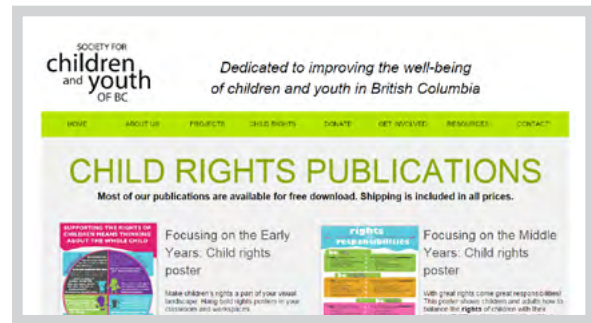 SOCIETY FOR
children
and youth
OF BC
Dedicated to improving the well-being
of children and youth in British Columbia
HOME ABOUT US PROJECTS CHILD RIGHTS DONATE GET INVOLVED RESOURCES CONTACT
CHILD RIGHTS PUBLICATIONS
Most of our publications are available for free download. Shipping is included in all prices.
SUPPORTING THE RIGHTS OF
CHILDREN MEANS THINKING
ABOUT THE WHOLE CHILD
Focusing on the Early
Years: Child rights
poster
Make children's rights a part of your visual
landscape. Hang bold rights posters in your
classrooms and workspaces.
rights
responsibilities
Focusing on the Middle
Years: Child rights
poster
With great rights come great responsibilities!
This poster shows children and adults how to
balance the rights of children with their